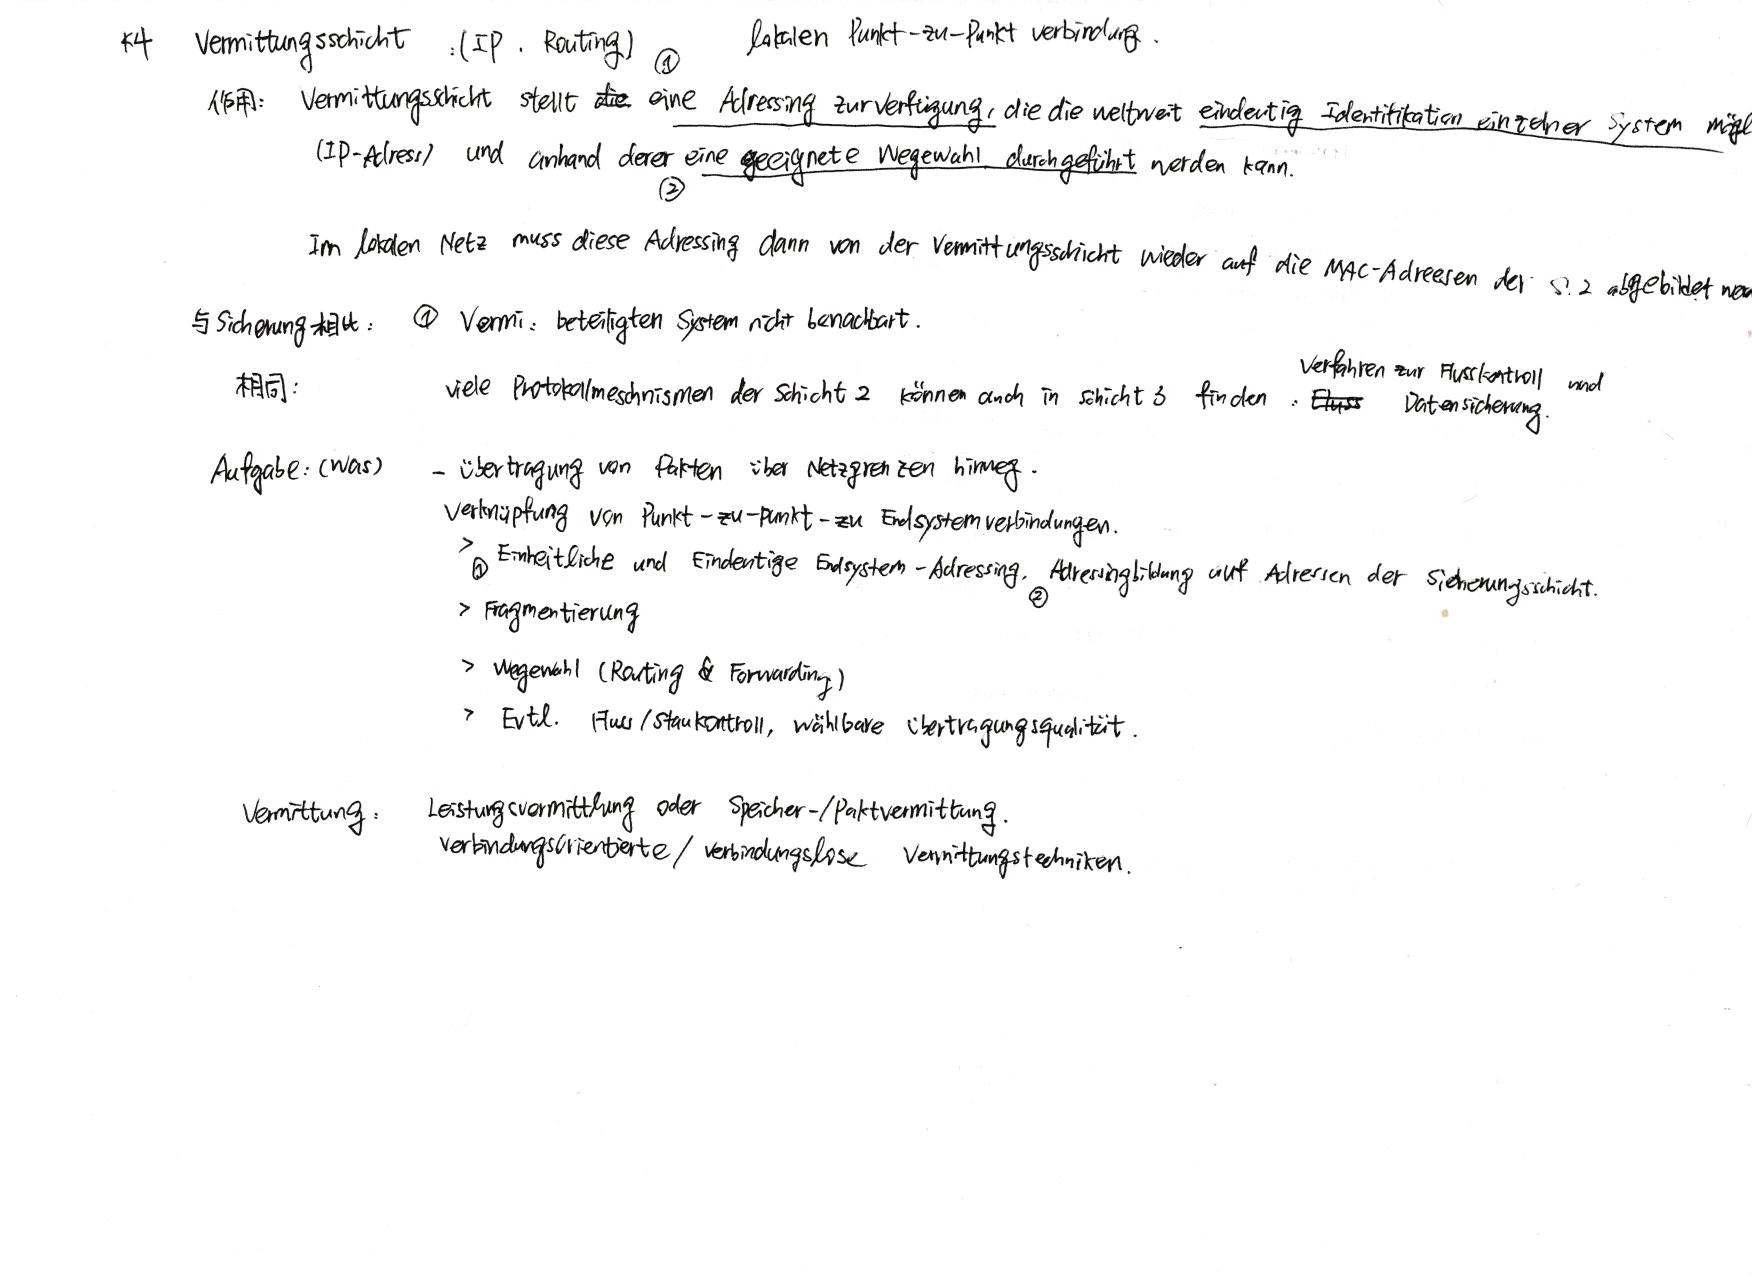 K4 Vermittungsschicht : (IP . Routing) lokalen Punkt-zu-Punkt verbindung .
①
作用: Vermittungsschicht stellt die eine Adressing zur Verfügung, die die weltweit eindeutig Identifikation einzelner System mögl
(IP-Adress) und anhand derer eine geeignete Wegewahl durchgeführt werden kann.
②
Im lokalen Netz muss diese Adressing dann von der Vermittungsschicht wieder auf die MAC-Adreesen der S.2 abgebildet
与Sicherung相比: ① Vermi: beteiligten System nicht benachbart.
Verfahren zur Flusskontroll und
相同: viele Protokollmeschnismen der Schicht 2 können auch in Schicht 3 finden . Fluss Datensicherung.
Aufgabe: (Was) - übertragung von Pakten über Netzgrenzen hinweg.
Verknüpfung von Punkt-zu-Punkt-zu Endsystemverbindungen.
> ① Einheitliche und Eindeutige Endsystem-Adressing. ② Adressingbildung auf Adressen der Sicherungsschicht.
> Fragmentierung
> Wegewahl (Routing & Forwarding)
> Evtl. Fluss/Staukontroll, wählbare übertragungsqualität.
Vermittung: Leistungsvermittlung oder Speicher-/Paktvermittung.
verbindungsorientierte/verbindungslose Vermittungstechniken.